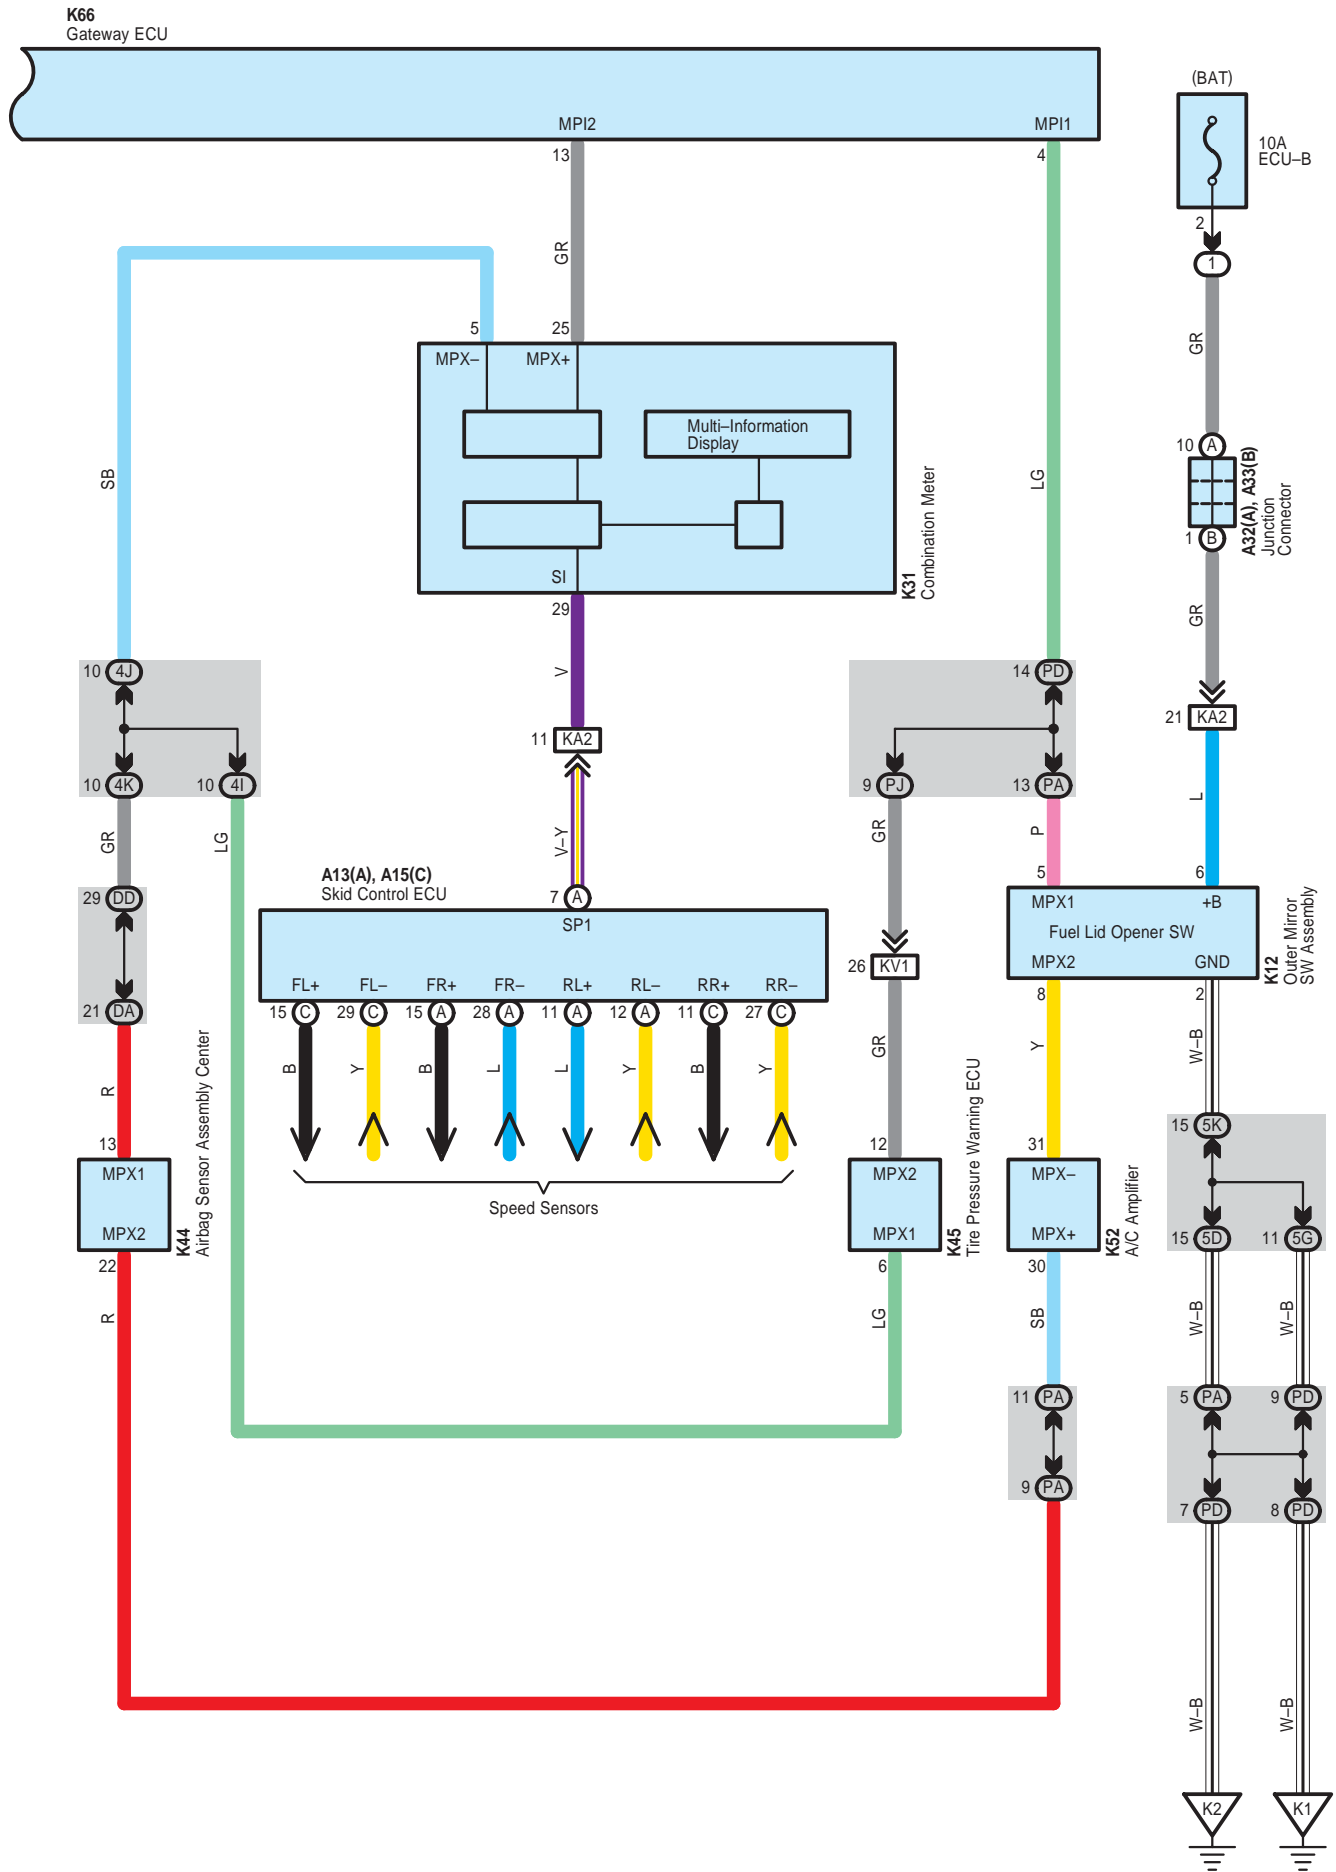 K66
Gateway ECU
MPI2
MPI1
13
4
(BAT)
10A
ECU–B
2
1
GR
GR
5
25
MPX–
MPX+
Multi–Information
Display
SI
K31
Combination Meter
29
SB
LG
10 A
A32(A), A33(B)
Junction
Connector
1 B
GR
V
10 4J
14 PD
11 KA2
21 KA2
10 4K
10 4I
9 PJ
13 PA
GR
LG
V–Y
GR
P
L
A13(A), A15(C)
Skid Control ECU
7 A
5
6
29 DD
SP1
MPX1
+B
Fuel Lid Opener SW
MPX2
GND
K12
Outer Mirror
SW Assembly
26 KV1
FL+
FL–
FR+
FR–
RL+
RL–
RR+
RR–
21 DA
15 C
29 C
15 A
28 A
11 A
12 A
11 C
27 C
8
2
R
B
Y
B
L
L
Y
B
Y
GR
Y
W–B
13
12
31
15 5K
MPX1
MPX2
K44
Airbag Sensor Assembly Center
Speed Sensors
MPX2
MPX1
K45
Tire Pressure Warning ECU
MPX–
MPX+
K52
A/C Amplifier
15 5D
11 5G
22
6
30
R
LG
SB
W–B
W–B
11 PA
5 PA
9 PD
9 PA
7 PD
8 PD
W–B
W–B
K2
K1